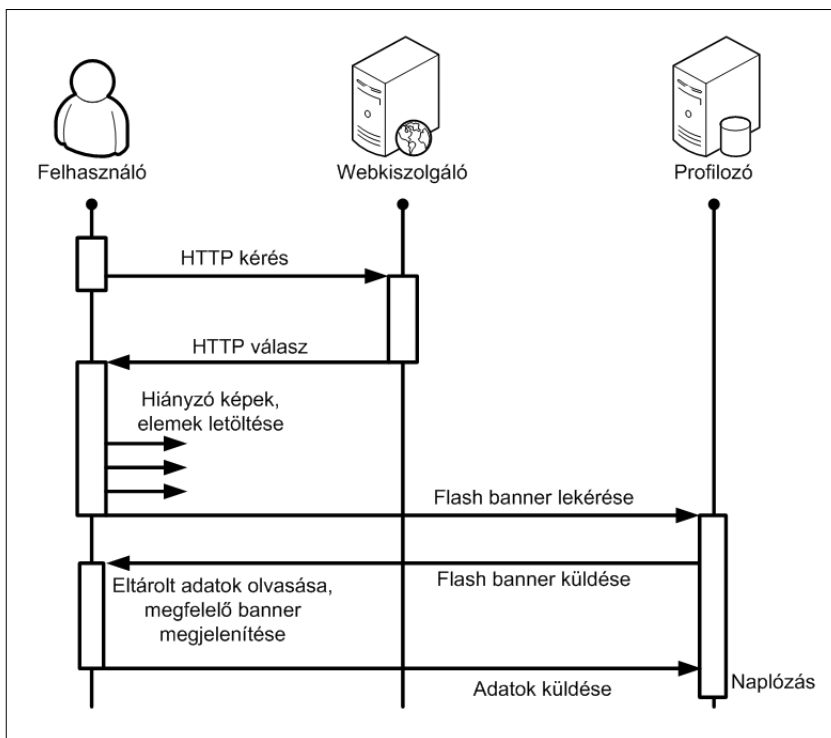 Felhasználó
Webkiszolgáló
Profilozó
HTTP kérés
HTTP válasz
Hiányzó képek,
elemek letöltése
Flash banner lekérése
Flash banner küldése
Eltárolt adatok olvasása,
megfelelő banner
megjelenítése
Adatok küldése
Naplózás